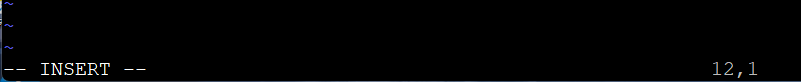 ~
~
~
-- INSERT -- 12,1